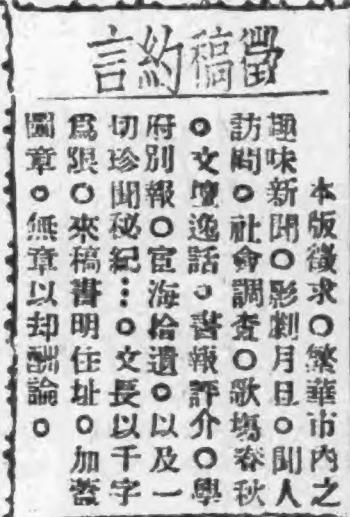 徵稿約言
本版徵求○繁華市內之
趣味新聞○影劇月旦○聞人
訪問○社會調查○歌塲春秋
○文壇逸話○書報評介○學
府別報○宦海拾遺○以及一
切珍聞秘紀…○文長以千字
爲限○來稿書明住址○加蓋
圖章○無章以却酬論○